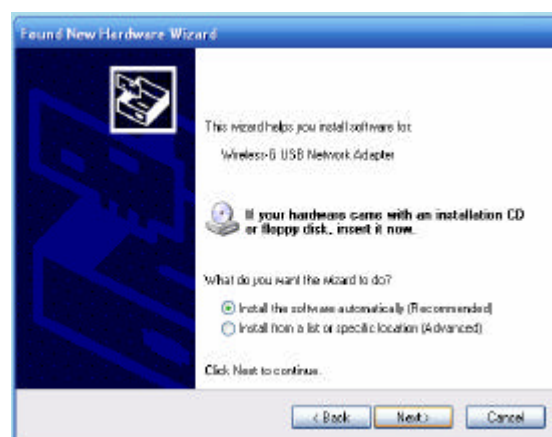 Found New Hardware Wizard
This wizard helps you install software for:
Wireless-G USB Network Adapter
If your hardware came with an installation CD
or floppy disk, insert it now.
What do you want the wizard to do?
Install the software automatically (Recommended)
Install from a list or specific location (Advanced)
Click Next to continue.
< Back Next > Cancel